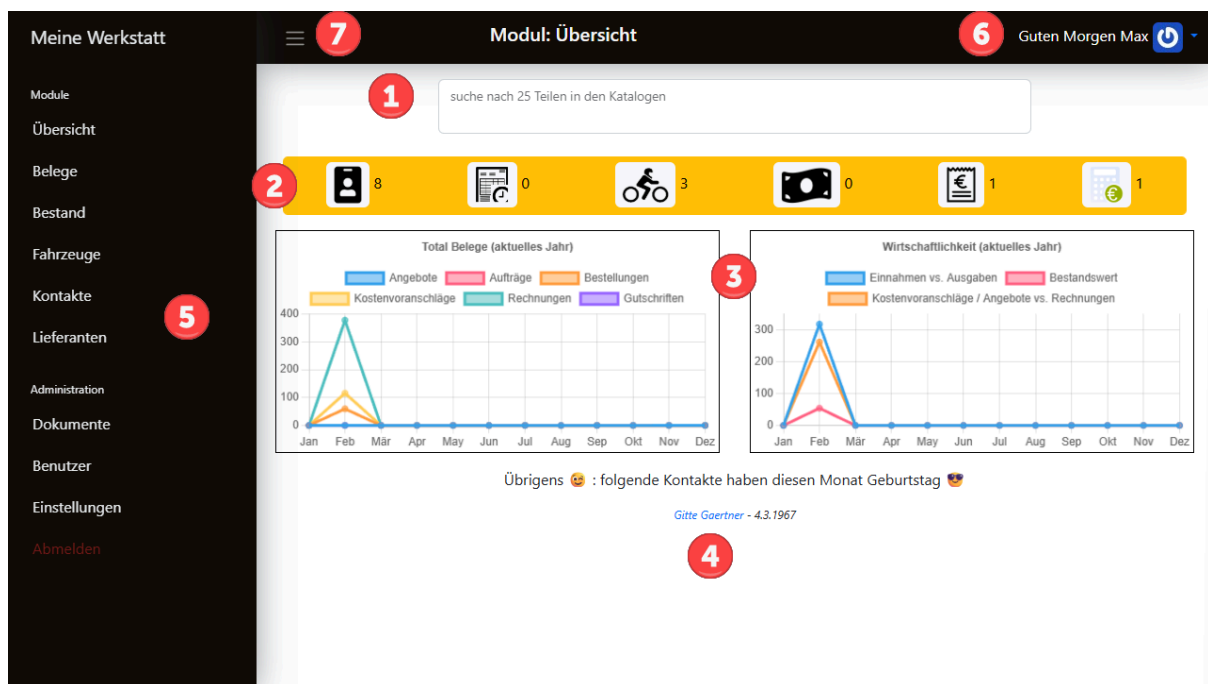 Meine Werkstatt
7
Modul: Übersicht
6
Guten Morgen Max
1
suche nach 25 Teilen in den Katalogen
Module
Übersicht
Belege
Bestand
Fahrzeuge
Kontakte
Lieferanten
5
Administration
Dokumente
Benutzer
Einstellungen
Abmelden
2
8
0
3
0
1
1
Total Belege (aktuelles Jahr)
Angebote Aufträge Bestellungen
Kostenvoranschläge Rechnungen Gutschriften
400
300
200
100
0
Jan Feb Mär Apr May Jun Jul Aug Sep Okt Nov Dez
3
Wirtschaftlichkeit (aktuelles Jahr)
Einnahmen vs. Ausgaben Bestandswert
Kostenvoranschläge / Angebote vs. Rechnungen
300
200
100
0
Jan Feb Mär Apr May Jun Jul Aug Sep Okt Nov Dez
Übrigens 😉 : folgende Kontakte haben diesen Monat Geburtstag 😎
Gitte Gaertner - 4.3.1967
4